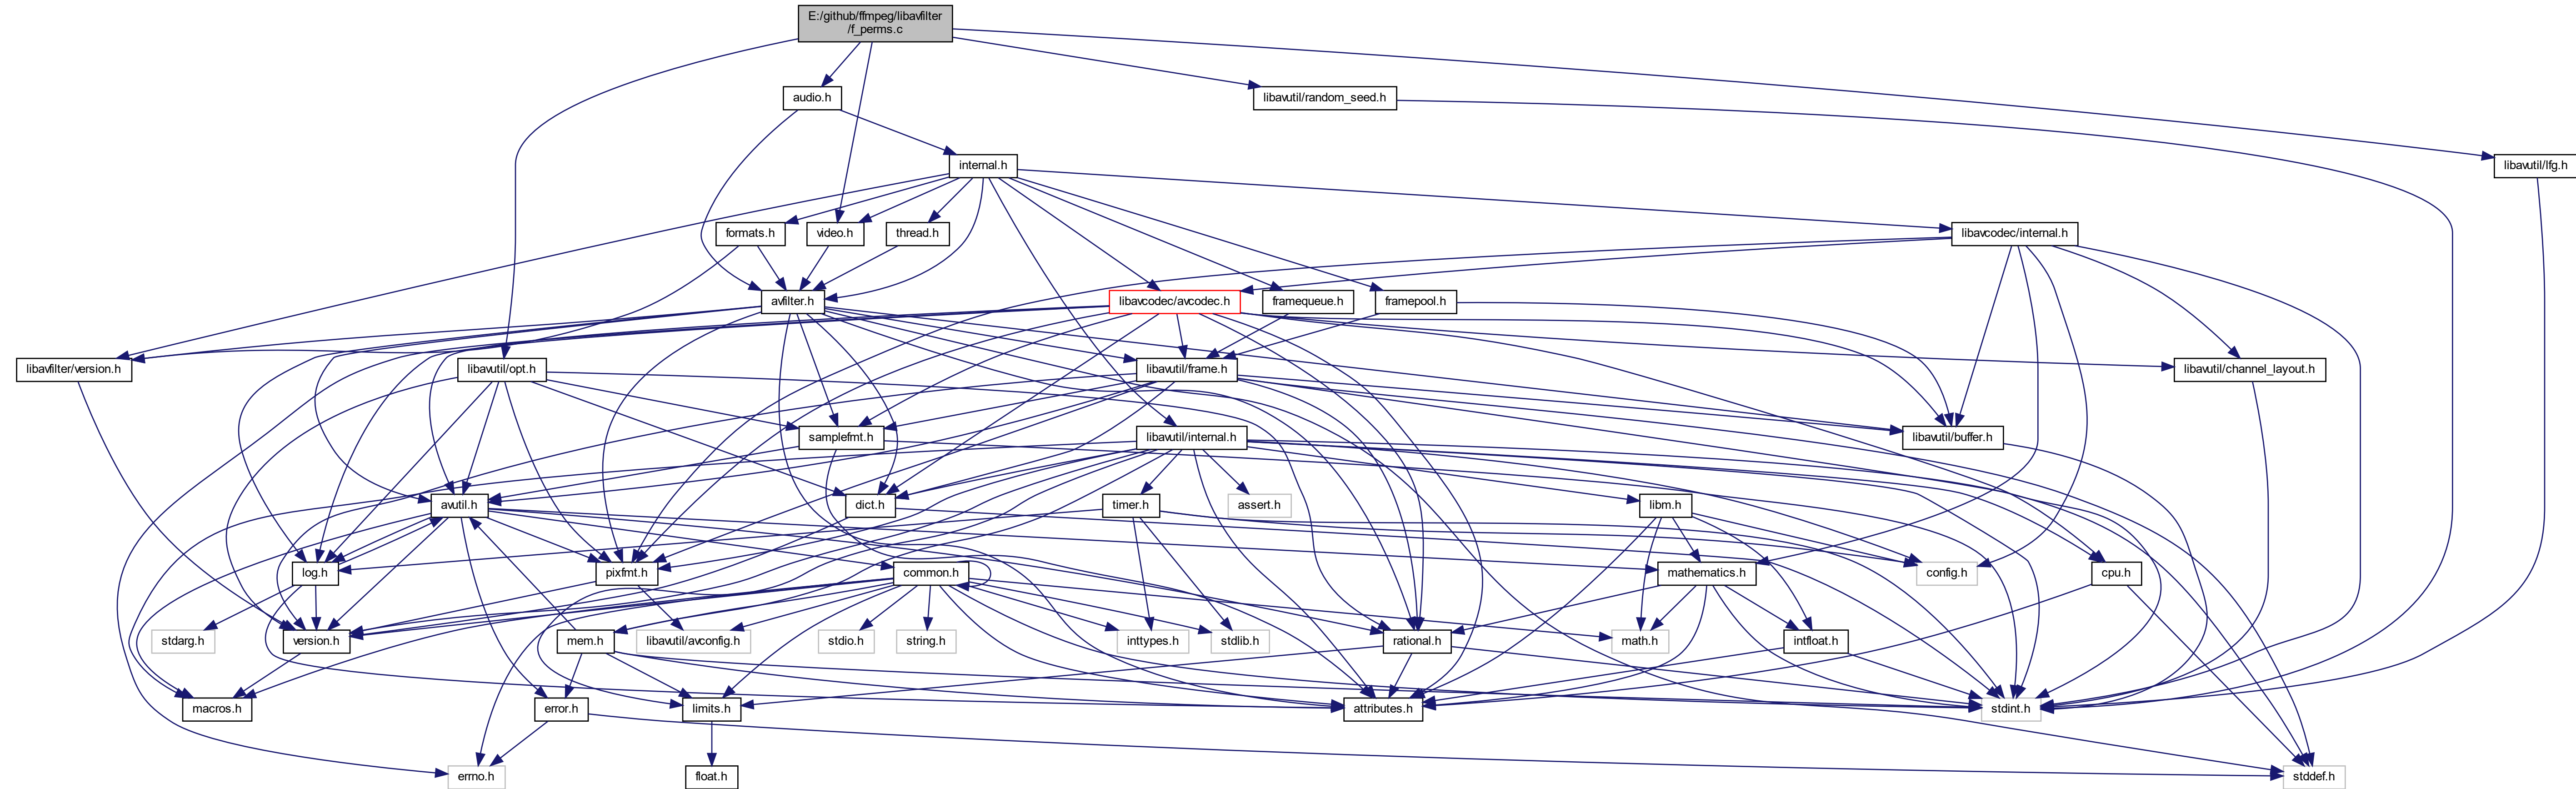 E:/github/ffmpeg/libavfilter
/f_perms.c
audio.h
libavutil/random_seed.h
internal.h
libavutil/lfg.h
formats.h
video.h
thread.h
libavcodec/internal.h
avfilter.h
libavcodec/avcodec.h
framequeue.h
framepool.h
libavfilter/version.h
libavutil/opt.h
libavutil/frame.h
libavutil/channel_layout.h
samplefmt.h
libavutil/internal.h
libavutil/buffer.h
avutil.h
dict.h
timer.h
assert.h
libm.h
log.h
pixfmt.h
common.h
mathematics.h
config.h
cpu.h
stdarg.h
version.h
mem.h
libavutil/avconfig.h
stdio.h
string.h
inttypes.h
stdlib.h
rational.h
math.h
intfloat.h
macros.h
error.h
limits.h
attributes.h
stdint.h
errno.h
float.h
stddef.h